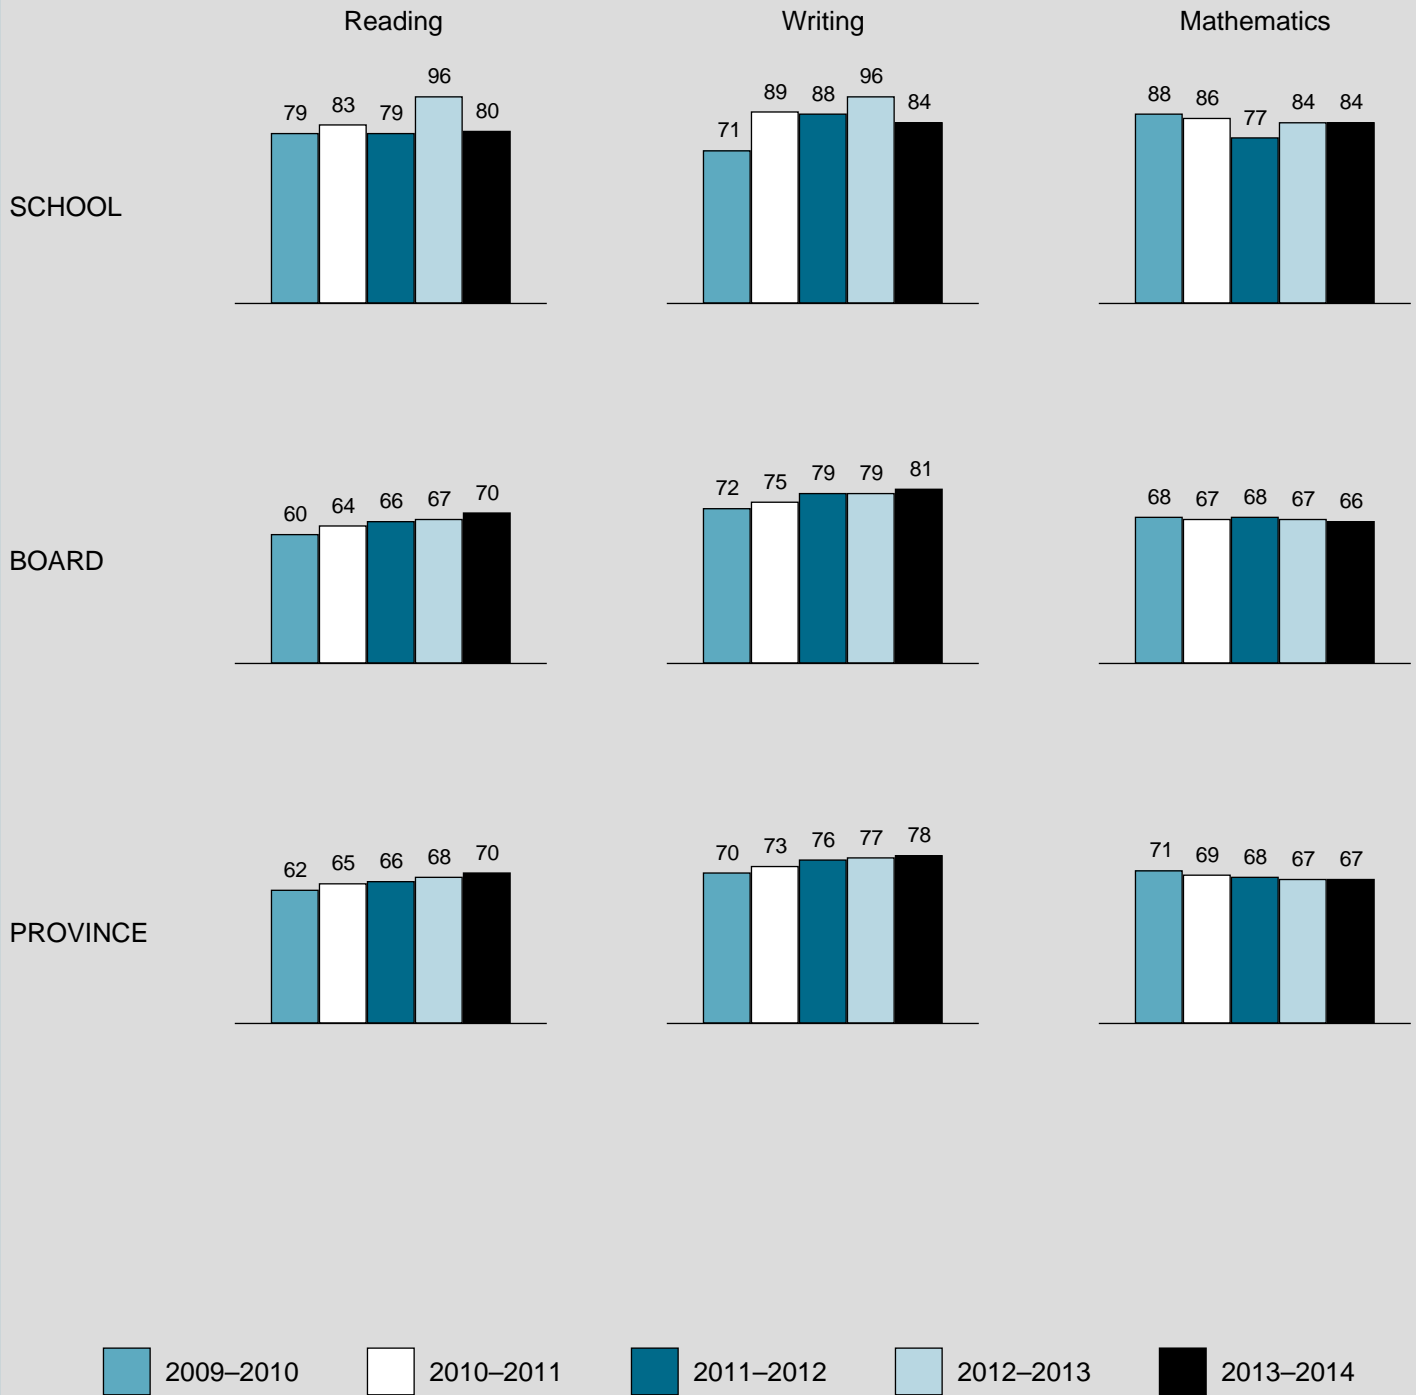 Reading Writing Mathematics
SCHOOL
79 83 79 96 80
71 89 88 96 84
88 86 77 84 84
BOARD
60 64 66 67 70
72 75 79 79 81
68 67 68 67 66
PROVINCE
62 65 66 68 70
70 73 76 77 78
71 69 68 67 67
2009–2010 2010–2011 2011–2012 2012–2013 2013–2014